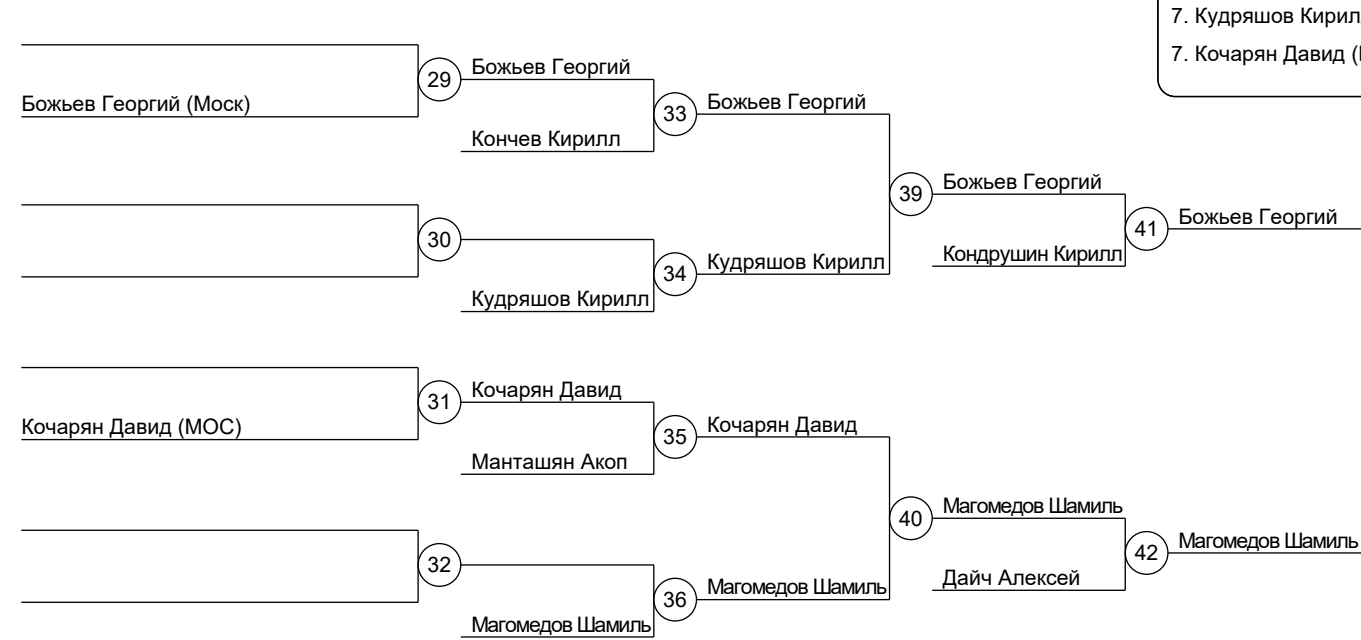 7. Кудряшов Кирил
7. Кочарян Давид (
29
Божьев Георгий
Божьев Георгий (Моск)
33
Божьев Георгий
Кончев Кирилл
39
Божьев Георгий
41
Божьев Георгий
Кондрушин Кирилл
30
34
Кудряшов Кирилл
Кудряшов Кирилл
31
Кочарян Давид
Кочарян Давид (МОС)
35
Кочарян Давид
Манташян Акоп
40
Магомедов Шамиль
42
Магомедов Шамиль
Дайч Алексей
32
36
Магомедов Шамиль
Магомедов Шамиль